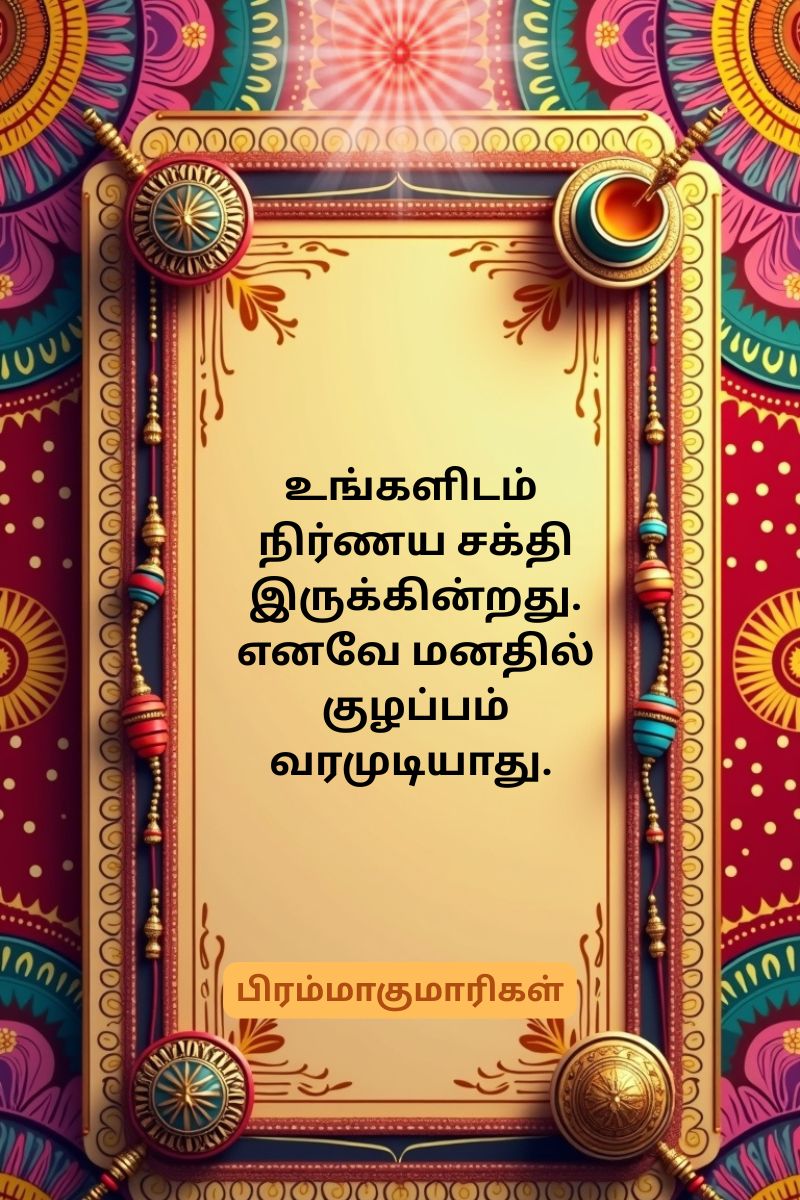 உங்களிடம்
நிர்ணய சக்தி
இருக்கின்றது.
எனவே மனதில்
குழப்பம்
வரமுடியாது.
பிரம்மாகுமாரிகள்